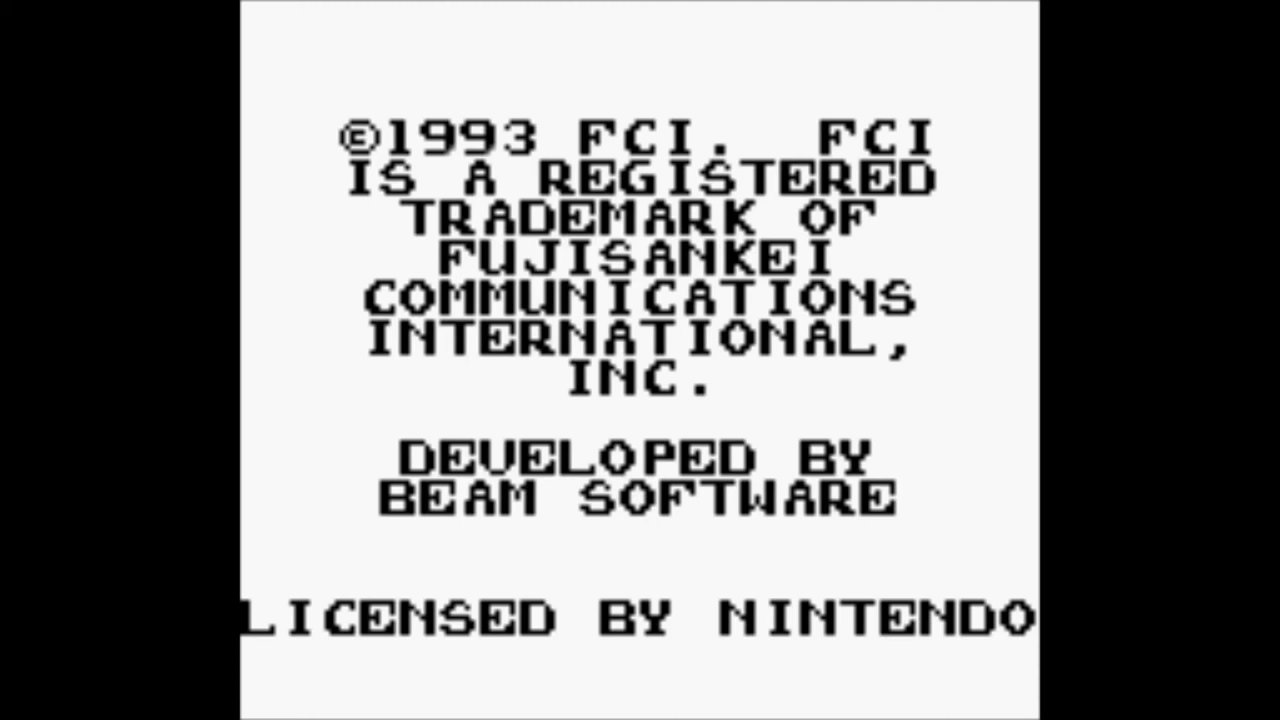 ©1993 FCI. FCI
IS A REGISTERED
TRADEMARK OF
FUJISANKEI
COMMUNICATIONS
INTERNATIONAL,
INC.
DEVELOPED BY
BEAM SOFTWARE
LICENSED BY NINTENDO